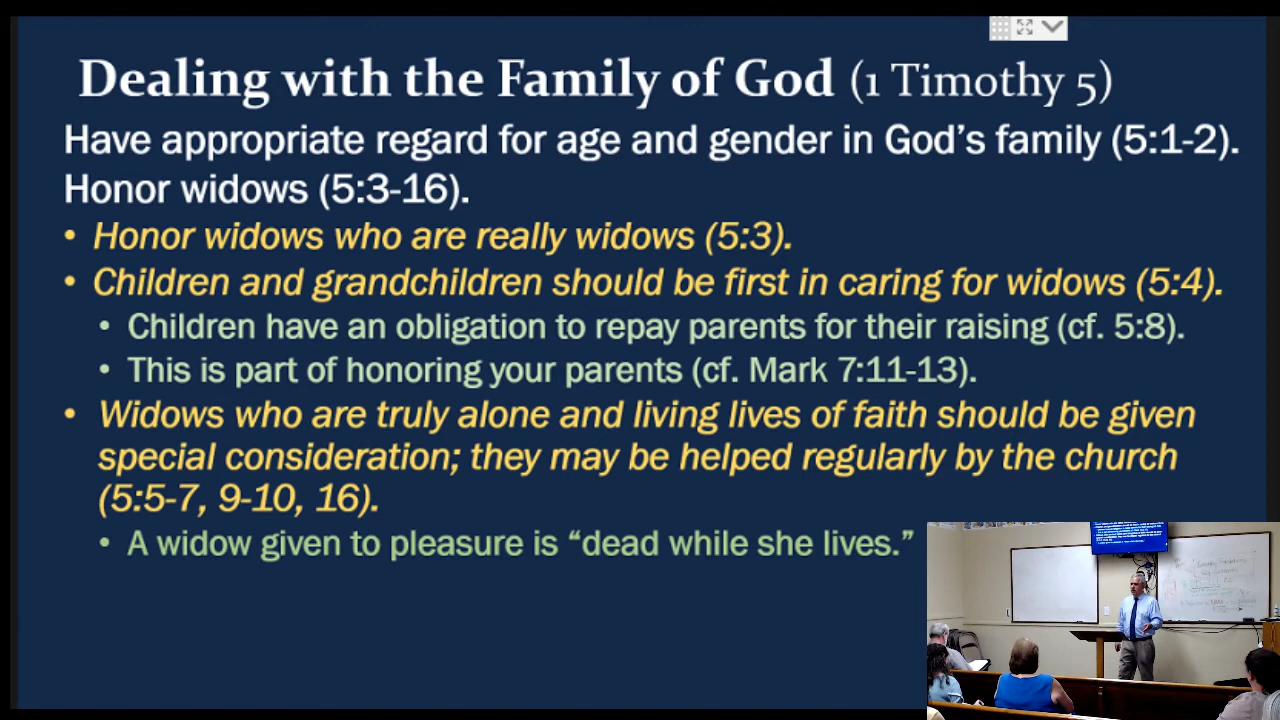 Dealing with the Family of God (1 Timothy 5)
Have appropriate regard for age and gender in God's family (5:1-2).
Honor widows (5:3-16).
• Honor widows who are really widows (5:3).
• Children and grandchildren should be first in caring for widows (5:4).
• Children have an obligation to repay parents for their raising (cf. 5:8).
• This is part of honoring your parents (cf. Mark 7:11-13).
• Widows who are truly alone and living lives of faith should be given
special consideration; they may be helped regularly by the church
(5:5-7, 9-10, 16).
• A widow given to pleasure is “dead while she lives.”